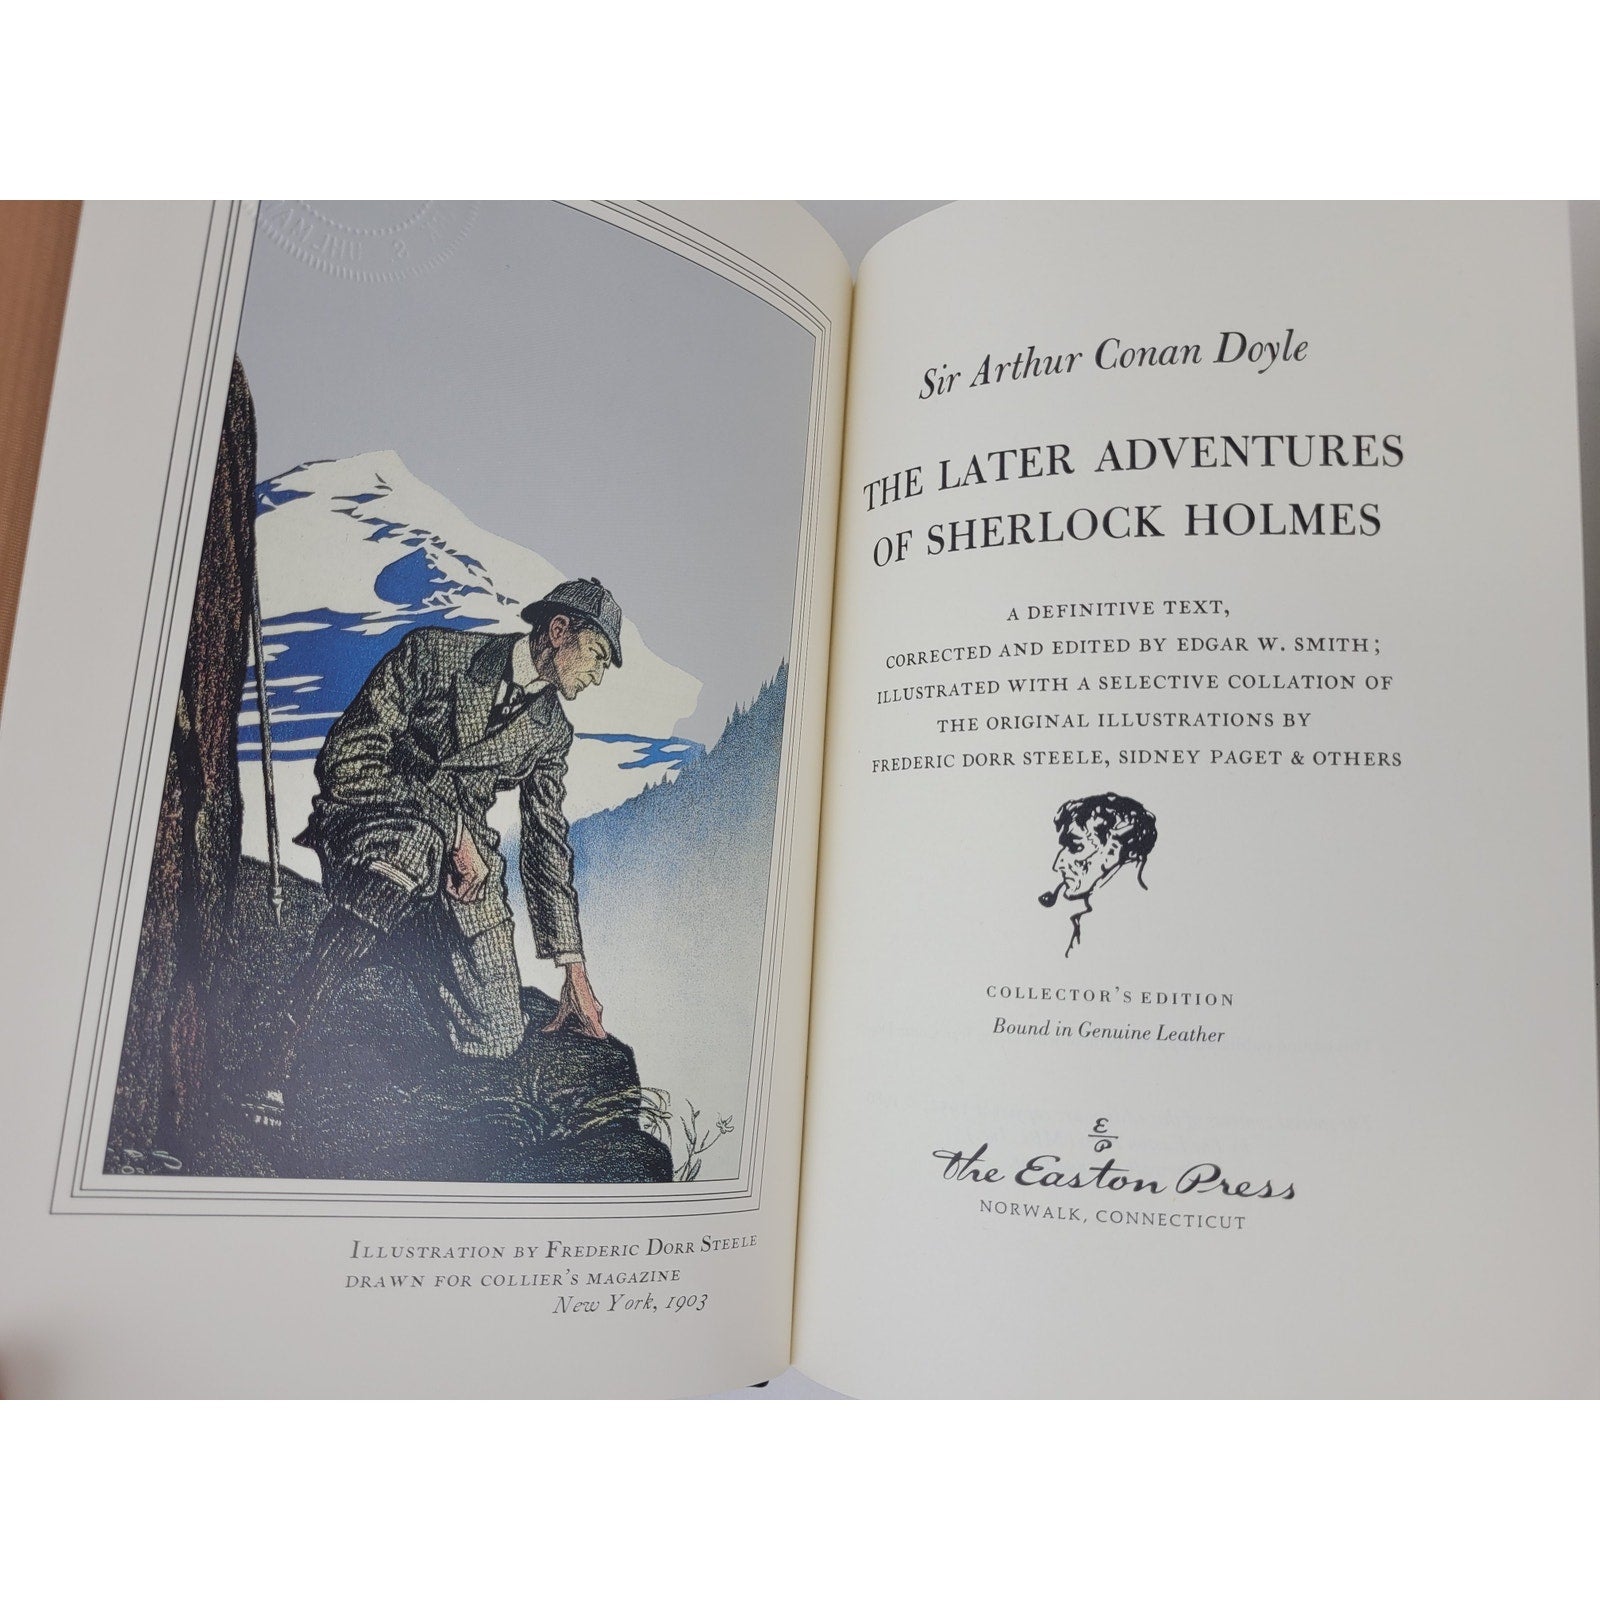 ILLUSTRATION BY FREDERIC DORR STEELE
DRAWN FOR COLLIER'S MAGAZINE
New York, 1903
Sir Arthur Conan Doyle
THE LATER ADVENTURES
OF SHERLOCK HOLMES
A DEFINITIVE TEXT,
CORRECTED AND EDITED BY EDGAR W. SMITH;
ILLUSTRATED WITH A SELECTIVE COLLATION OF
THE ORIGINAL ILLUSTRATIONS BY
FREDERIC DORR STEELE, SIDNEY PAGET & OTHERS
COLLECTOR'S EDITION
Bound in Genuine Leather
E
P
The Easton Press
NORWALK, CONNECTICUT